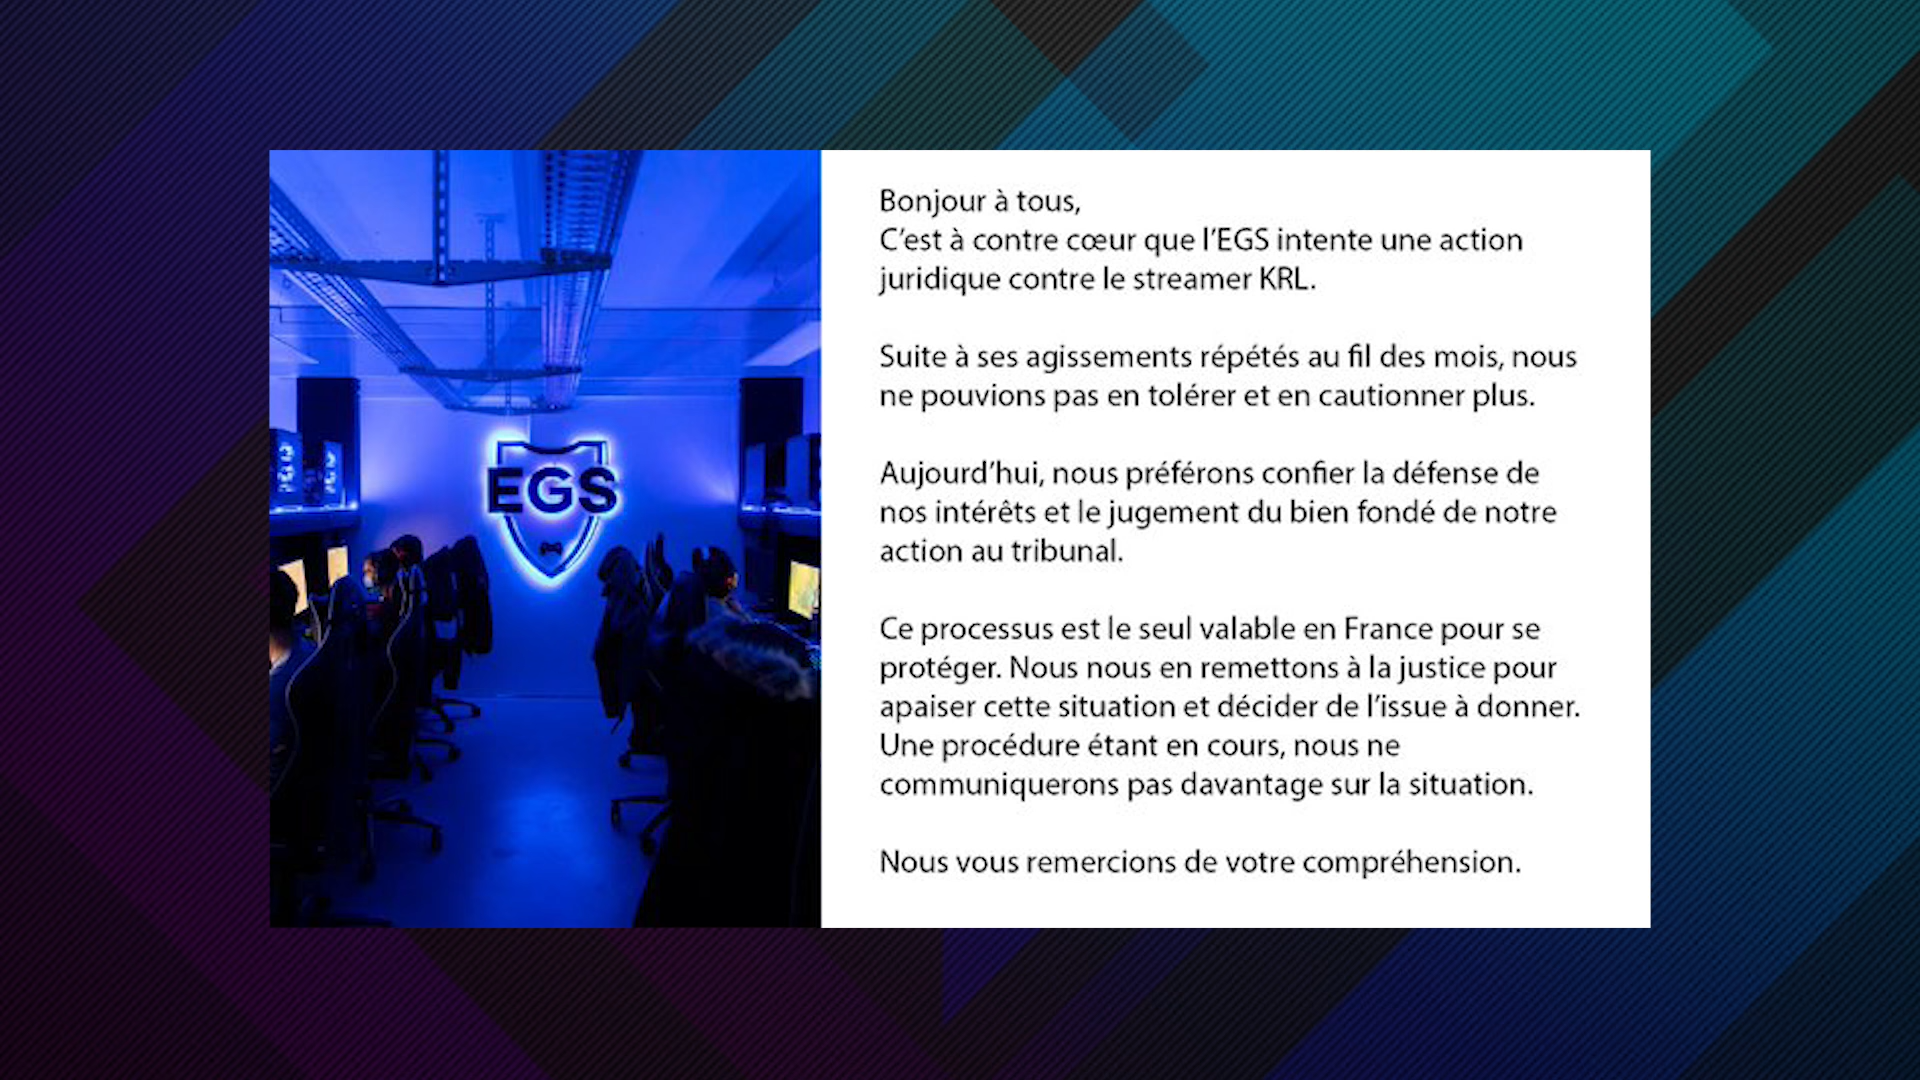 EGS
Bonjour à tous,
C'est à contre cœur que l'EGS intente une action
juridique contre le streamer KRL.
Suite à ses agissements répétés au fil des mois, nous
ne pouvions pas en tolérer et en cautionner plus.
Aujourd'hui, nous préférons confier la défense de
nos intérêts et le jugement du bien fondé de notre
action au tribunal.
Ce processus est le seul valable en France pour se
protéger. Nous nous en remettons à la justice pour
apaiser cette situation et décider de l'issue à donner.
Une procédure étant en cours, nous ne
communiquerons pas davantage sur la situation.
Nous vous remercions de votre compréhension.